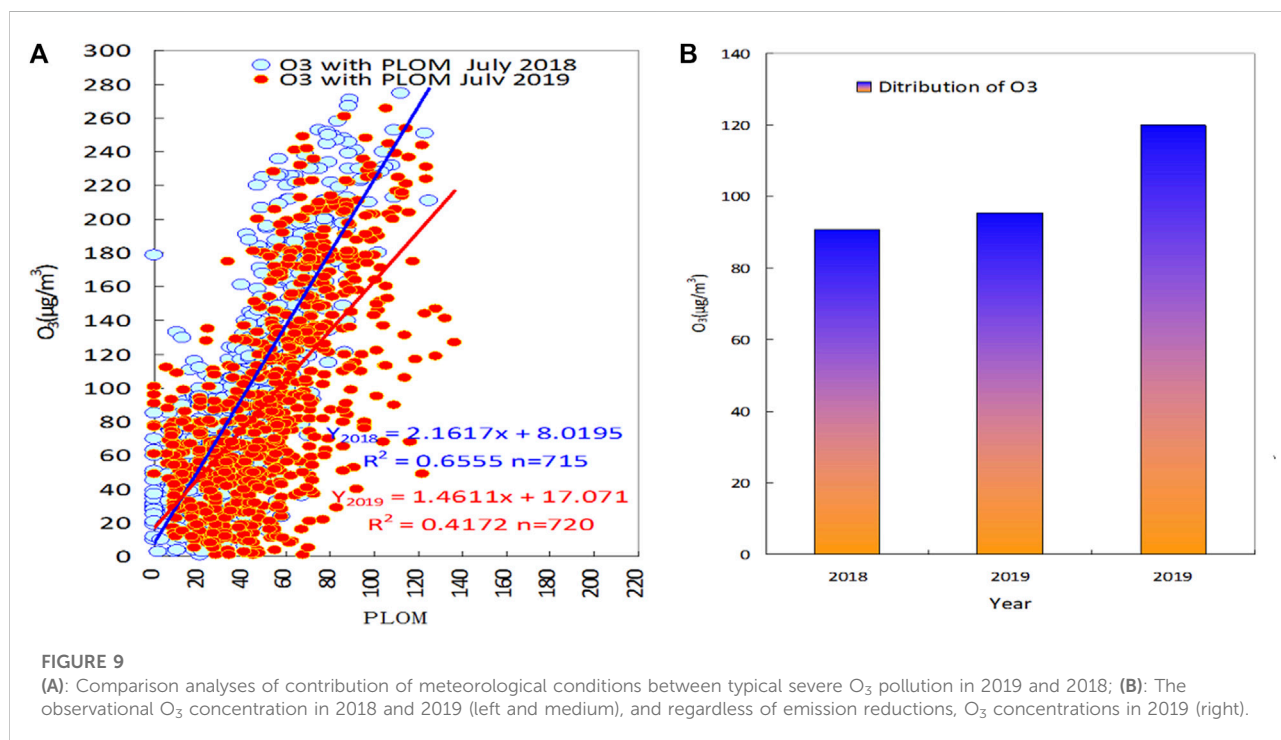 A
300
280
260
240
220
200
180
160
140
120
100
80
60
40
20
0
O3(µg/m³)
O3 with PLOM July 2018
O3 with PLOM Julv 2019
Y2018 = 2.1617x + 8.0195
R² = 0.6555 n=715
Y2019 = 1.4611x + 17.071
R² = 0.4172 n=720
0 20 40 60 80 100 120 140 160 180 200 220
PLOM
B
140
120
100
80
60
40
20
0
O3(µg/m³)
Ditribution of O3
2018 2019 2019
Year
FIGURE 9
(A): Comparison analyses of contribution of meteorological conditions between typical severe O3 pollution in 2019 and 2018; (B): The
observational O3 concentration in 2018 and 2019 (left and medium), and regardless of emission reductions, O3 concentrations in 2019 (right).